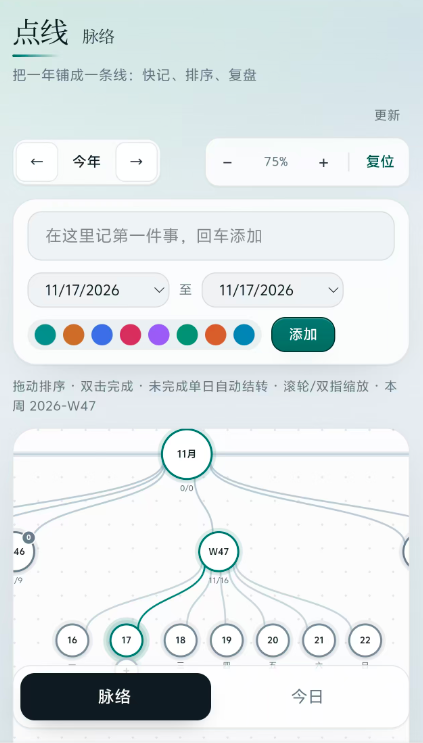 点线 脉络
把一年铺成一条线：快记、排序、复盘
更新
← 今年 →
− 75% + 复位
在这里记第一件事，回车添加
11/17/2026 至 11/17/2026
添加
拖动排序 · 双击完成 · 未完成单日自动结转 · 滚轮/双指缩放 · 本
周 2026-W47
11月
0/0
0
46 W47
/9 11/16
16 17 18 19 20 21 22
脉络 今日